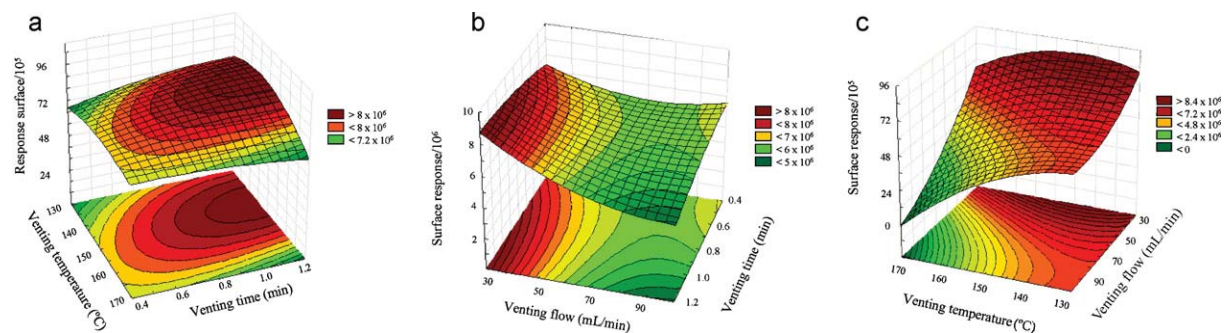 a
Response surface/10⁵
96
72
48
24
130
140
150
160
170
Venting temperature (ºC)
0.4
0.6
0.8
1.0
1.2
Venting time (min)
> 8 x 10⁶
< 8 x 10⁶
< 7.2 x 10⁶
b
Surface response/10⁶
10
8
6
4
2
30
50
70
90
Venting flow (mL/min)
0.4
0.6
0.8
1.0
1.2
Venting time (min)
> 8 x 10⁶
< 8 x 10⁶
< 7 x 10⁶
< 6 x 10⁶
< 5 x 10⁶
c
Surface response/10⁵
96
72
48
24
0
170
160
150
140
130
Venting temperature (ºC)
30
50
70
90
Venting flow (mL/min)
> 8.4 x 10⁶
< 7.2 x 10⁶
< 4.8 x 10⁶
< 2.4 x 10⁶
< 0